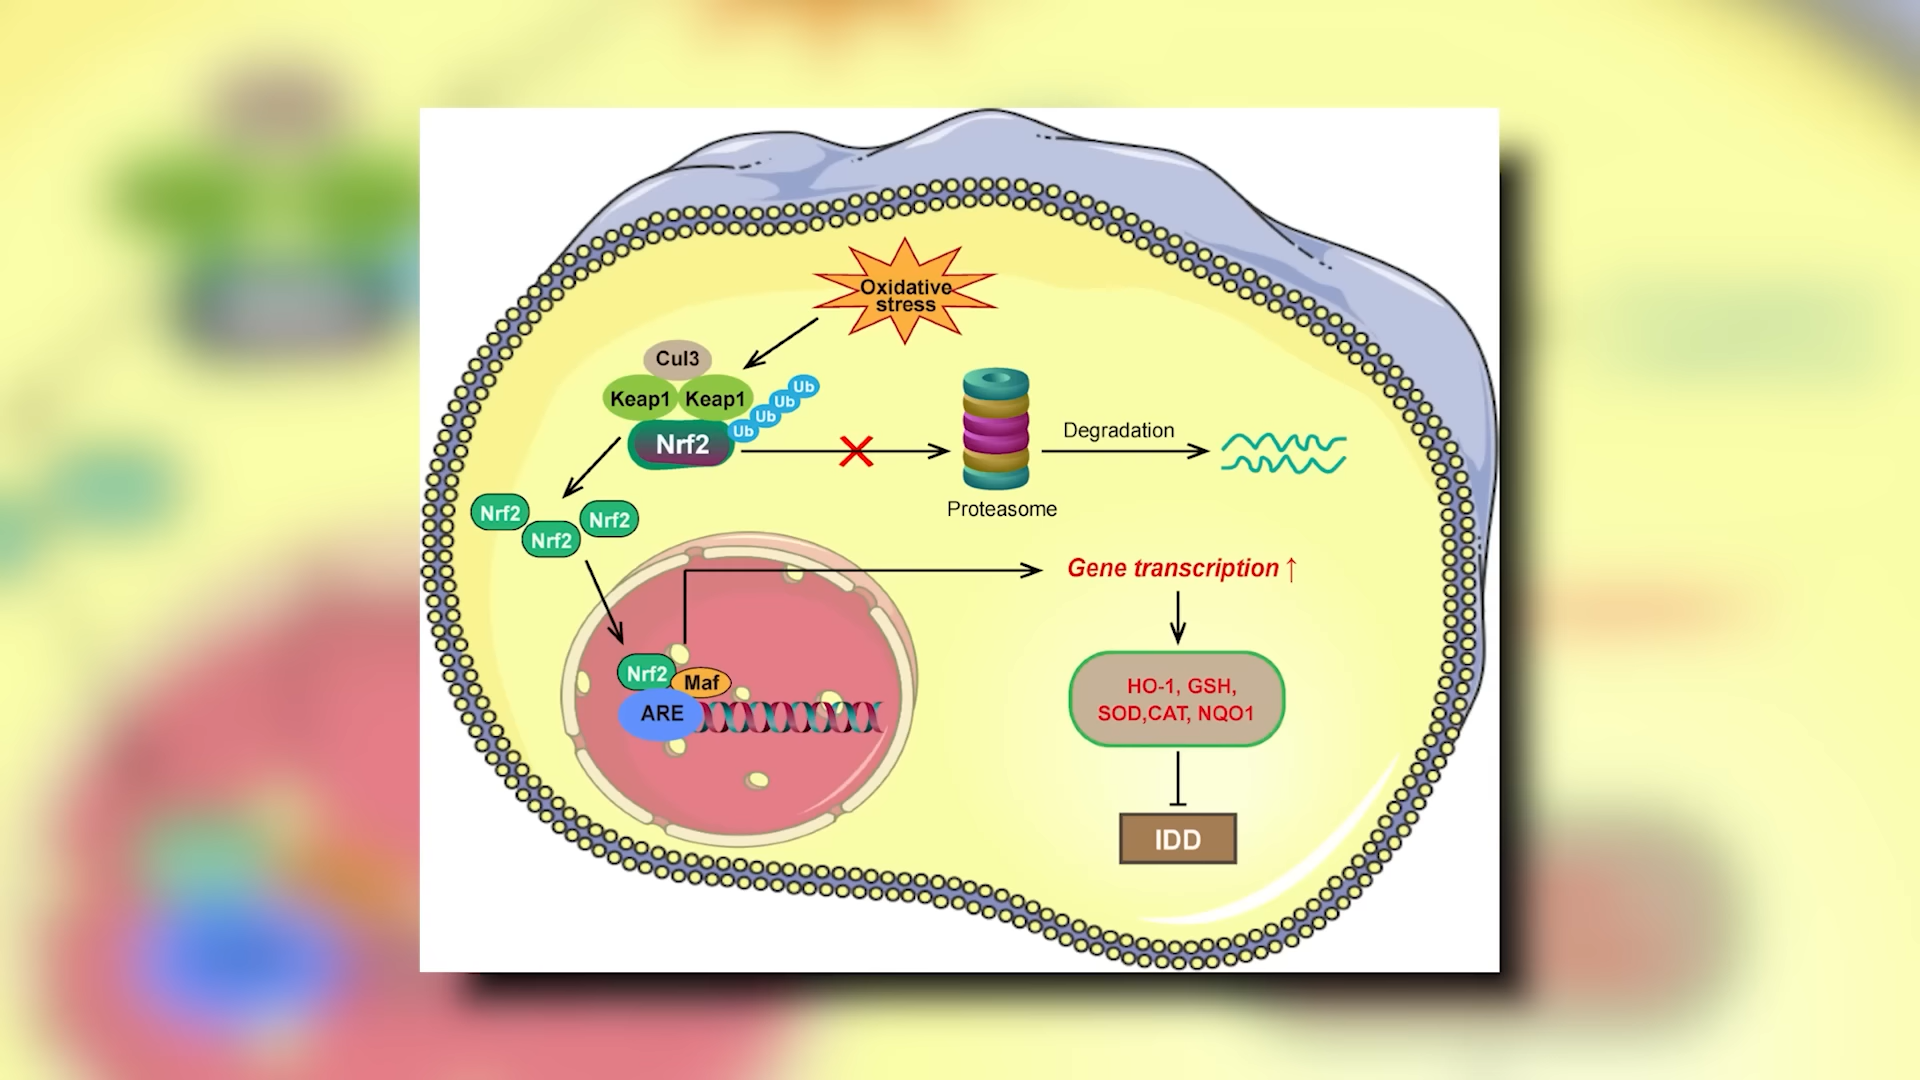 Oxidative
stress
Cul3
Keap1 Keap1
Ub
Ub
Ub
Ub
Nrf2
Degradation
Proteasome
Nrf2
Nrf2
Nrf2
Gene transcription ↑
Nrf2
Maf
ARE
HO-1, GSH,
SOD,CAT, NQO1
IDD